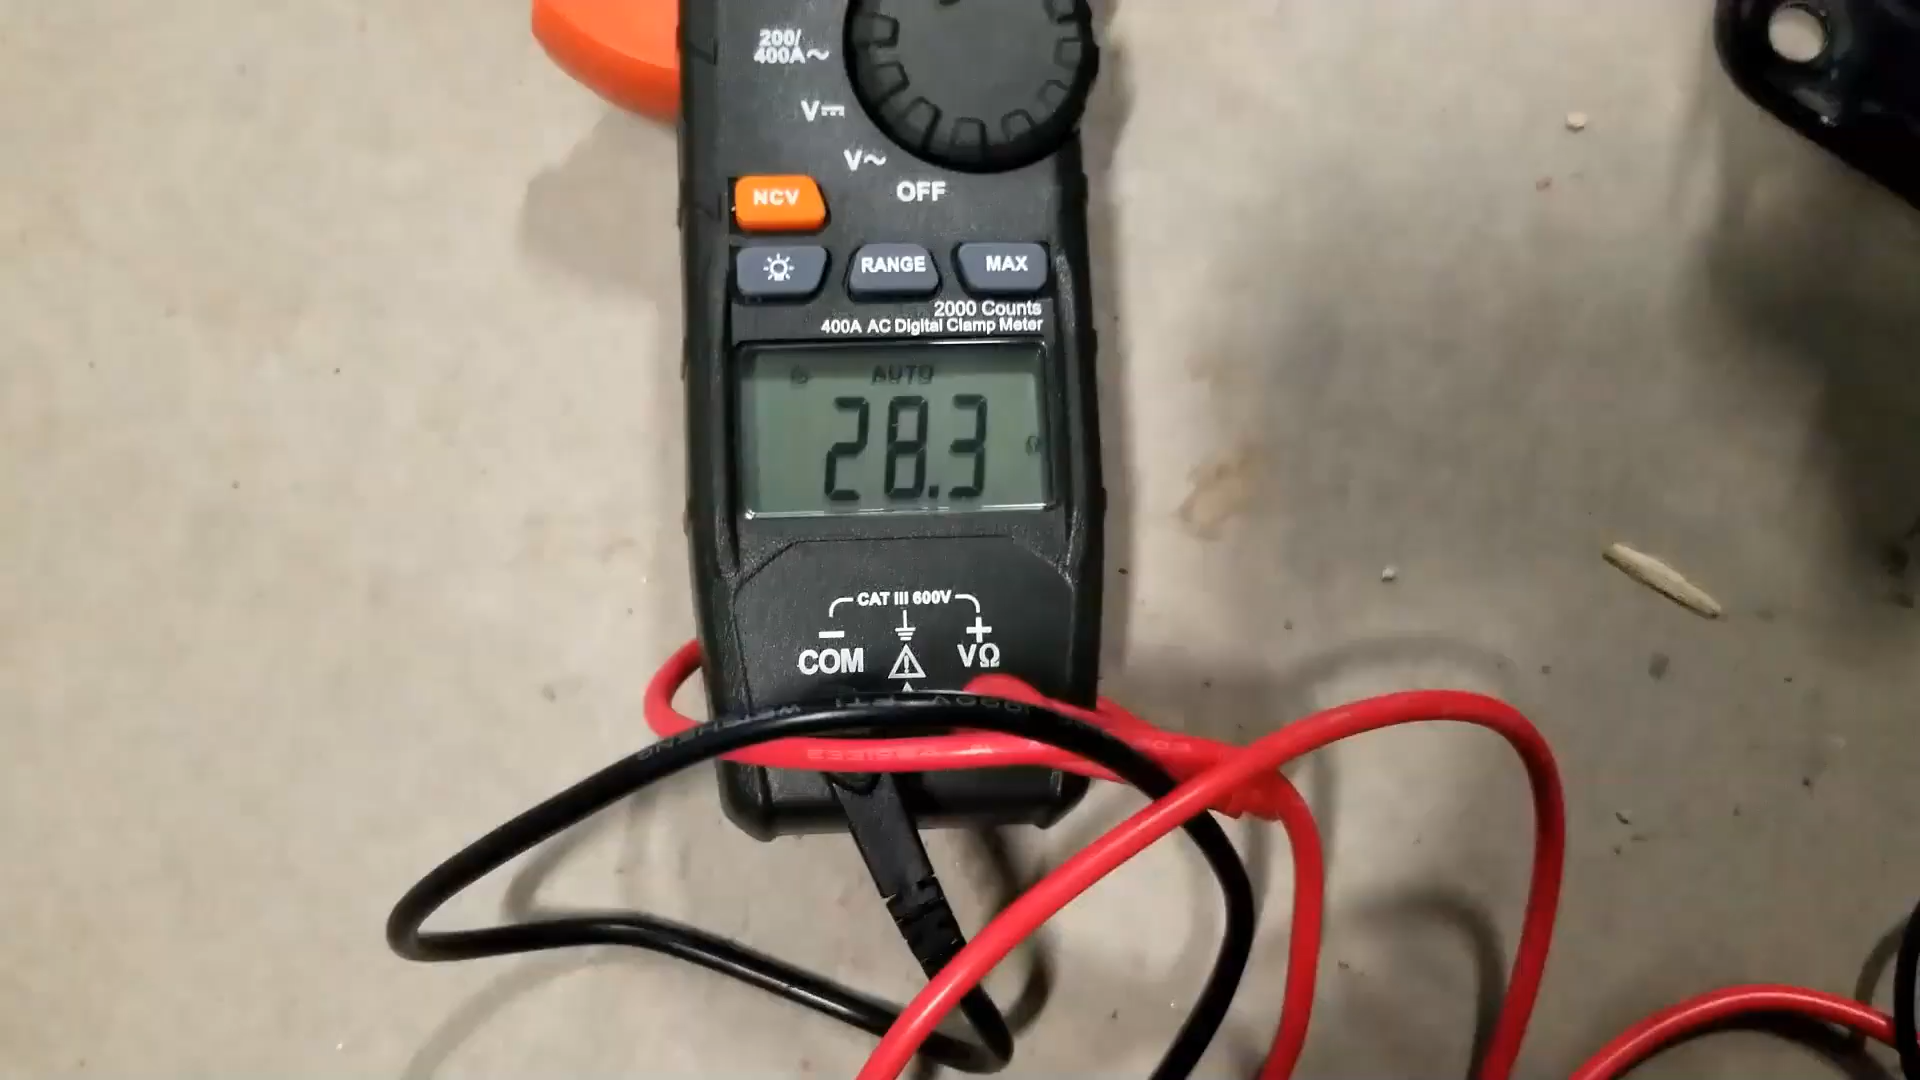 200/
400A~
V⎓
V~
OFF
NCV
RANGE
MAX
2000 Counts
400A AC Digital Clamp Meter
AUTO
28.3
Ω
CAT III 600V
− +
COM
VΩ